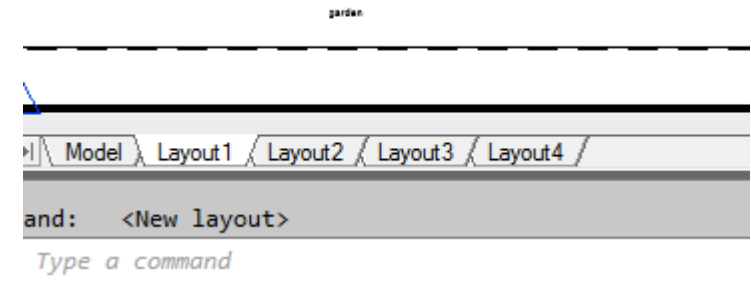 garden
Model Layout1 Layout2 Layout3 Layout4
and: <New layout>
Type a command